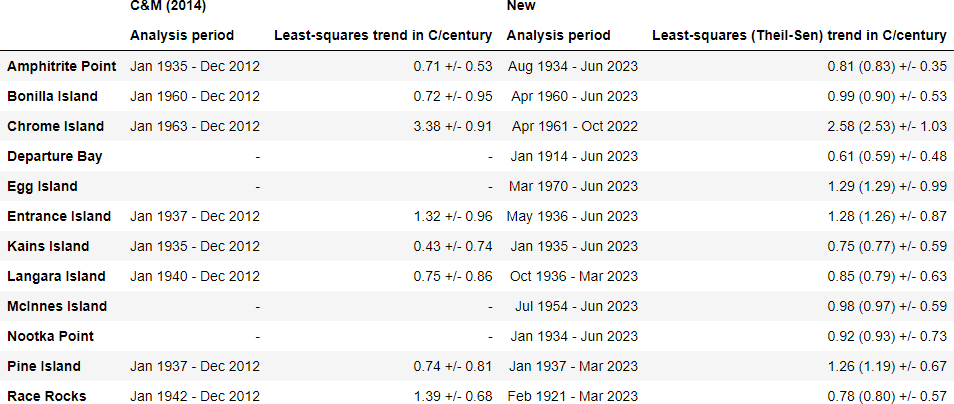 C&M (2014) New
Analysis period Least-squares trend in C/century Analysis period Least-squares (Theil-Sen) trend in C/century
Amphitrite Point Jan 1935 - Dec 2012 0.71 +/- 0.53 Aug 1934 - Jun 2023 0.81 (0.83) +/- 0.35
Bonilla Island Jan 1960 - Dec 2012 0.72 +/- 0.95 Apr 1960 - Jun 2023 0.99 (0.90) +/- 0.53
Chrome Island Jan 1963 - Dec 2012 3.38 +/- 0.91 Apr 1961 - Oct 2022 2.58 (2.53) +/- 1.03
Departure Bay - - Jan 1914 - Jun 2023 0.61 (0.59) +/- 0.48
Egg Island - - Mar 1970 - Jun 2023 1.29 (1.29) +/- 0.99
Entrance Island Jan 1937 - Dec 2012 1.32 +/- 0.96 May 1936 - Jun 2023 1.28 (1.26) +/- 0.87
Kains Island Jan 1935 - Dec 2012 0.43 +/- 0.74 Jan 1935 - Jun 2023 0.75 (0.77) +/- 0.59
Langara Island Jan 1940 - Dec 2012 0.75 +/- 0.86 Oct 1936 - Mar 2023 0.85 (0.79) +/- 0.63
McInnes Island - - Jul 1954 - Jun 2023 0.98 (0.97) +/- 0.59
Nootka Point - - Jan 1934 - Jun 2023 0.92 (0.93) +/- 0.73
Pine Island Jan 1937 - Dec 2012 0.74 +/- 0.81 Jan 1937 - Mar 2023 1.26 (1.19) +/- 0.67
Race Rocks Jan 1942 - Dec 2012 1.39 +/- 0.68 Feb 1921 - Mar 2023 0.78 (0.80) +/- 0.57